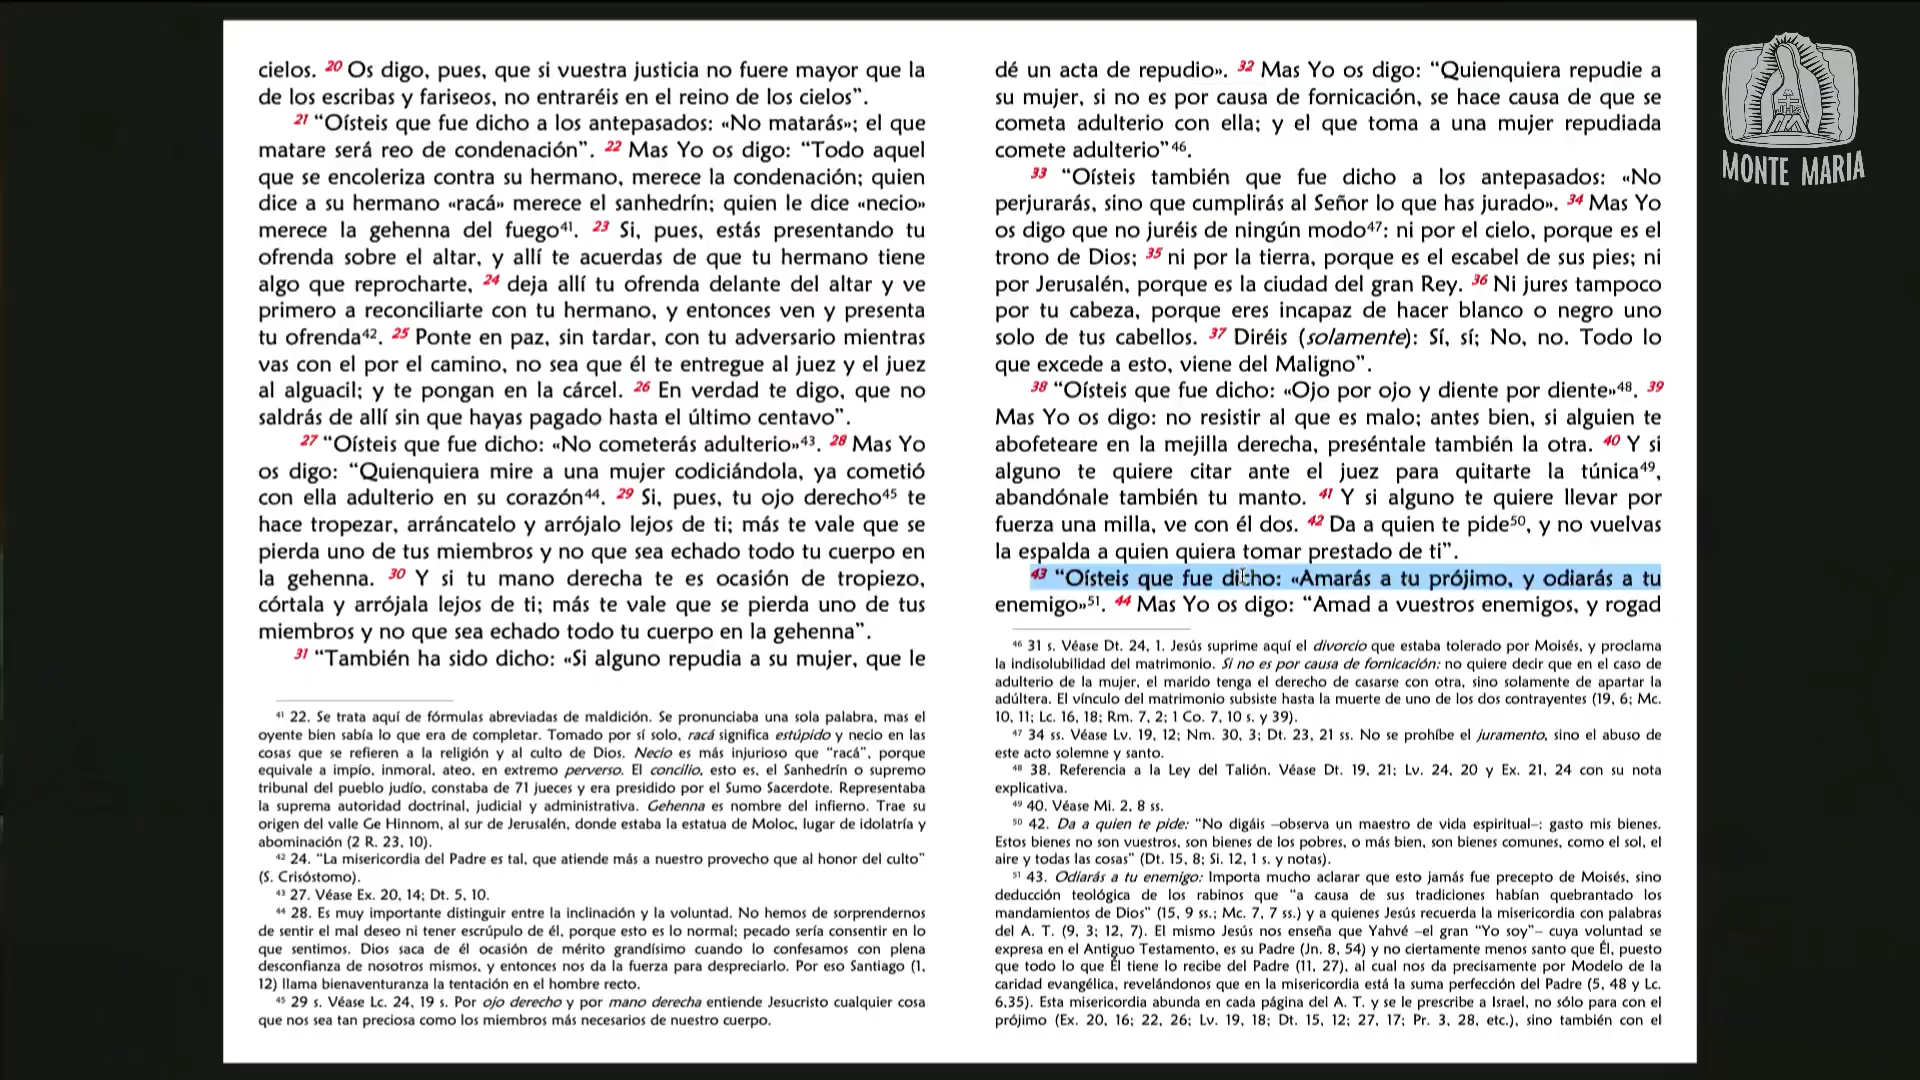 cielos. 20 Os digo, pues, que si vuestra justicia no fuere mayor que la
de los escribas y fariseos, no entraréis en el reino de los cielos”.
21 “Oísteis que fue dicho a los antepasados: «No matarás»; el que
matare será reo de condenación”. 22 Mas Yo os digo: “Todo aquel
que se encoleriza contra su hermano, merece la condenación; quien
dice a su hermano «racá» merece el sanhedrín; quien le dice «necio»
merece la gehenna del fuego41. 23 Si, pues, estás presentando tu
ofrenda sobre el altar, y allí te acuerdas de que tu hermano tiene
algo que reprocharte, 24 deja allí tu ofrenda delante del altar y ve
primero a reconciliarte con tu hermano, y entonces ven y presenta
tu ofrenda42. 25 Ponte en paz, sin tardar, con tu adversario mientras
vas con el por el camino, no sea que él te entregue al juez y el juez
al alguacil; y te pongan en la cárcel. 26 En verdad te digo, que no
saldrás de allí sin que hayas pagado hasta el último centavo”.
27 “Oísteis que fue dicho: «No cometerás adulterio»43. 28 Mas Yo
os digo: “Quienquiera mire a una mujer codiciándola, ya cometió
con ella adulterio en su corazón44. 29 Si, pues, tu ojo derecho45 te
hace tropezar, arráncatelo y arrójalo lejos de ti; más te vale que se
pierda uno de tus miembros y no que sea echado todo tu cuerpo en
la gehenna. 30 Y si tu mano derecha te es ocasión de tropiezo,
córtala y arrójala lejos de ti; más te vale que se pierda uno de tus
miembros y no que sea echado todo tu cuerpo en la gehenna”.
31 “También ha sido dicho: «Si alguno repudia a su mujer, que le
41 22. Se trata aquí de fórmulas abreviadas de maldición. Se pronunciaba una sola palabra, mas el
oyente bien sabía lo que era de completar. Tomado por sí solo, racá significa estúpido y necio en las
cosas que se refieren a la religión y al culto de Dios. Necio es más injurioso que “racá”, porque
equivale a impío, inmoral, ateo, en extremo perverso. El concilio, esto es, el Sanhedrín o supremo
tribunal del pueblo judío, constaba de 71 jueces y era presidido por el Sumo Sacerdote. Representaba
la suprema autoridad doctrinal, judicial y administrativa. Gehenna es nombre del infierno. Trae su
origen del valle Ge Hinnom, al sur de Jerusalén, donde estaba la estatua de Moloc, lugar de idolatría y
abominación (2 R. 23, 10).
42 24. “La misericordia del Padre es tal, que atiende más a nuestro provecho que al honor del culto”
(S. Crisóstomo).
43 27. Véase Ex. 20, 14; Dt. 5, 10.
44 28. Es muy importante distinguir entre la inclinación y la voluntad. No hemos de sorprendernos
de sentir el mal deseo ni tener escrúpulo de él, porque esto es lo normal; pecado sería consentir en lo
que sentimos. Dios saca de él ocasión de mérito grandísimo cuando lo confesamos con plena
desconfianza de nosotros mismos, y entonces nos da la fuerza para despreciarlo. Por eso Santiago (1,
12) llama bienaventuranza la tentación en el hombre recto.
45 29 s. Véase Lc. 24, 19 s. Por ojo derecho y por mano derecha entiende Jesucristo cualquier cosa
que nos sea tan preciosa como los miembros más necesarios de nuestro cuerpo.
dé un acta de repudio». 32 Mas Yo os digo: “Quienquiera repudie a
su mujer, si no es por causa de fornicación, se hace causa de que se
cometa adulterio con ella; y el que toma a una mujer repudiada
comete adulterio”46.
33 “Oísteis también que fue dicho a los antepasados: «No
perjurarás, sino que cumplirás al Señor lo que has jurado». 34 Mas Yo
os digo que no juréis de ningún modo47: ni por el cielo, porque es el
trono de Dios; 35 ni por la tierra, porque es el escabel de sus pies; ni
por Jerusalén, porque es la ciudad del gran Rey. 36 Ni jures tampoco
por tu cabeza, porque eres incapaz de hacer blanco o negro uno
solo de tus cabellos. 37 Diréis (solamente): Sí, sí; No, no. Todo lo
que excede a esto, viene del Maligno”.
38 “Oísteis que fue dicho: «Ojo por ojo y diente por diente»48. 39
Mas Yo os digo: no resistir al que es malo; antes bien, si alguien te
abofeteare en la mejilla derecha, preséntale también la otra. 40 Y si
alguno te quiere citar ante el juez para quitarte la túnica49,
abandónale también tu manto. 41 Y si alguno te quiere llevar por
fuerza una milla, ve con él dos. 42 Da a quien te pide50, y no vuelvas
la espalda a quien quiera tomar prestado de ti”.
43 “Oísteis que fue dicho: «Amarás a tu prójimo, y odiarás a tu
enemigo»51. 44 Mas Yo os digo: “Amad a vuestros enemigos, y rogad
46 31 s. Véase Dt. 24, 1. Jesús suprime aquí el divorcio que estaba tolerado por Moisés, y proclama
la indisolubilidad del matrimonio. Si no es por causa de fornicación: no quiere decir que en el caso de
adulterio de la mujer, el marido tenga el derecho de casarse con otra, sino solamente de apartar la
adúltera. El vínculo del matrimonio subsiste hasta la muerte de uno de los dos contrayentes (19, 6; Mc.
10, 11; Lc. 16, 18; Rm. 7, 2; 1 Co. 7, 10 s. y 39).
47 34 ss. Véase Lv. 19, 12; Nm. 30, 3; Dt. 23, 21 ss. No se prohíbe el juramento, sino el abuso de
este acto solemne y santo.
48 38. Referencia a la Ley del Talión. Véase Dt. 19, 21; Lv. 24, 20 y Ex. 21, 24 con su nota
explicativa.
49 40. Véase Mi. 2, 8 ss.
50 42. Da a quien te pide: “No digáis –observa un maestro de vida espiritual–: gasto mis bienes.
Estos bienes no son vuestros, son bienes de los pobres, o más bien, son bienes comunes, como el sol, el
aire y todas las cosas” (Dt. 15, 8; Si. 12, 1 s. y notas).
51 43. Odiarás a tu enemigo: Importa mucho aclarar que esto jamás fue precepto de Moisés, sino
deducción teológica de los rabinos que “a causa de sus tradiciones habían quebrantado los
mandamientos de Dios” (15, 9 ss.; Mc. 7, 7 ss.) y a quienes Jesús recuerda la misericordia con palabras
del A. T. (9, 3; 12, 7). El mismo Jesús nos enseña que Yahvé –el gran “Yo soy”– cuya voluntad se
expresa en el Antiguo Testamento, es su Padre (Jn. 8, 54) y no ciertamente menos santo que Él, puesto
que todo lo que Él tiene lo recibe del Padre (11, 27), al cual nos da precisamente por Modelo de la
caridad evangélica, revelándonos que en la misericordia está la suma perfección del Padre (5, 48 y Lc.
6,35). Esta misericordia abunda en cada página del A. T. y se le prescribe a Israel, no sólo para con el
prójimo (Ex. 20, 16; 22, 26; Lv. 19, 18; Dt. 15, 12; 27, 17; Pr. 3, 28, etc.), sino también con el
MONTE MARIA